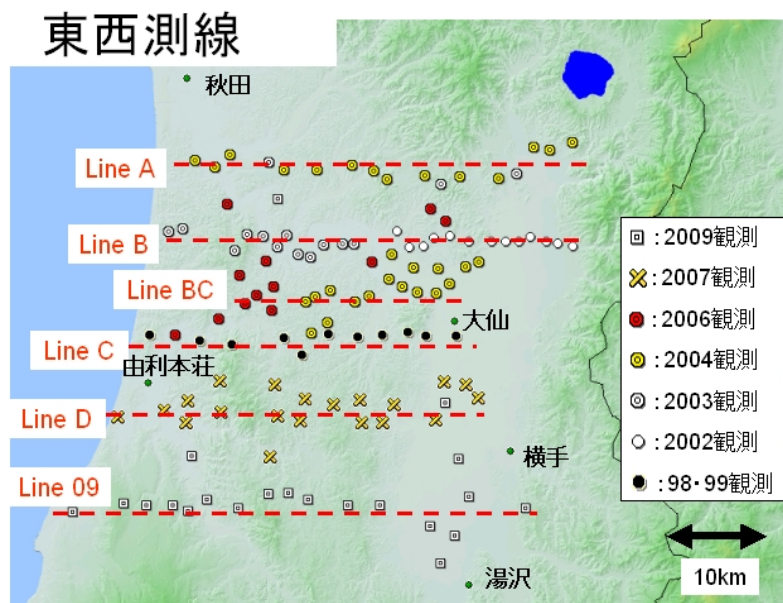 東西測線
秋田
Line A
Line B
Line BC
大仙
Line C
由利本荘
Line D
横手
Line 09
湯沢
:2009観測
:2007観測
:2006観測
:2004観測
:2003観測
:2002観測
:98・99観測
10km